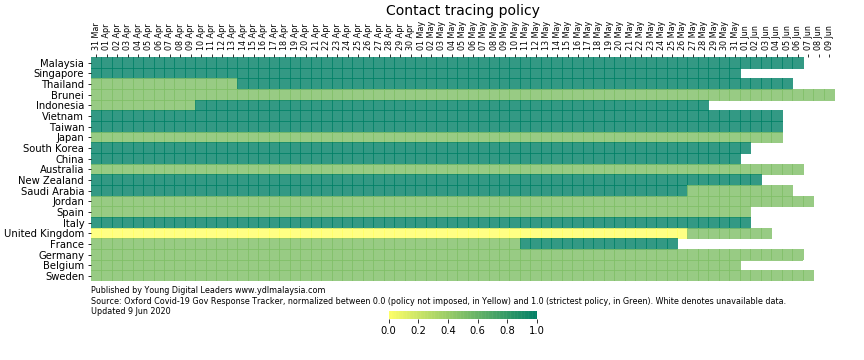 Contact tracing policy
31 Mar 01 Apr 02 Apr 03 Apr 04 Apr 05 Apr 06 Apr 07 Apr 08 Apr 09 Apr 10 Apr 11 Apr 12 Apr 13 Apr 14 Apr 15 Apr 16 Apr 17 Apr 18 Apr 19 Apr 20 Apr 21 Apr 22 Apr 23 Apr 24 Apr 25 Apr 26 Apr 27 Apr 28 Apr 29 Apr 30 Apr 01 May 02 May 03 May 04 May 05 May 06 May 07 May 08 May 09 May 10 May 11 May 12 May 13 May 14 May 15 May 16 May 17 May 18 May 19 May 20 May 21 May 22 May 23 May 24 May 25 May 26 May 27 May 28 May 29 May 30 May 31 May 01 Jun 02 Jun 03 Jun 04 Jun 05 Jun 06 Jun 07 Jun 08 Jun 09 Jun
Malaysia
Singapore
Thailand
Brunei
Indonesia
Vietnam
Taiwan
Japan
South Korea
China
Australia
New Zealand
Saudi Arabia
Jordan
Spain
Italy
United Kingdom
France
Germany
Belgium
Sweden
Published by Young Digital Leaders www.ydlmalaysia.com
Source: Oxford Covid-19 Gov Response Tracker, normalized between 0.0 (policy not imposed, in Yellow) and 1.0 (strictest policy, in Green). White denotes unavailable data.
Updated 9 Jun 2020
0.0 0.2 0.4 0.6 0.8 1.0